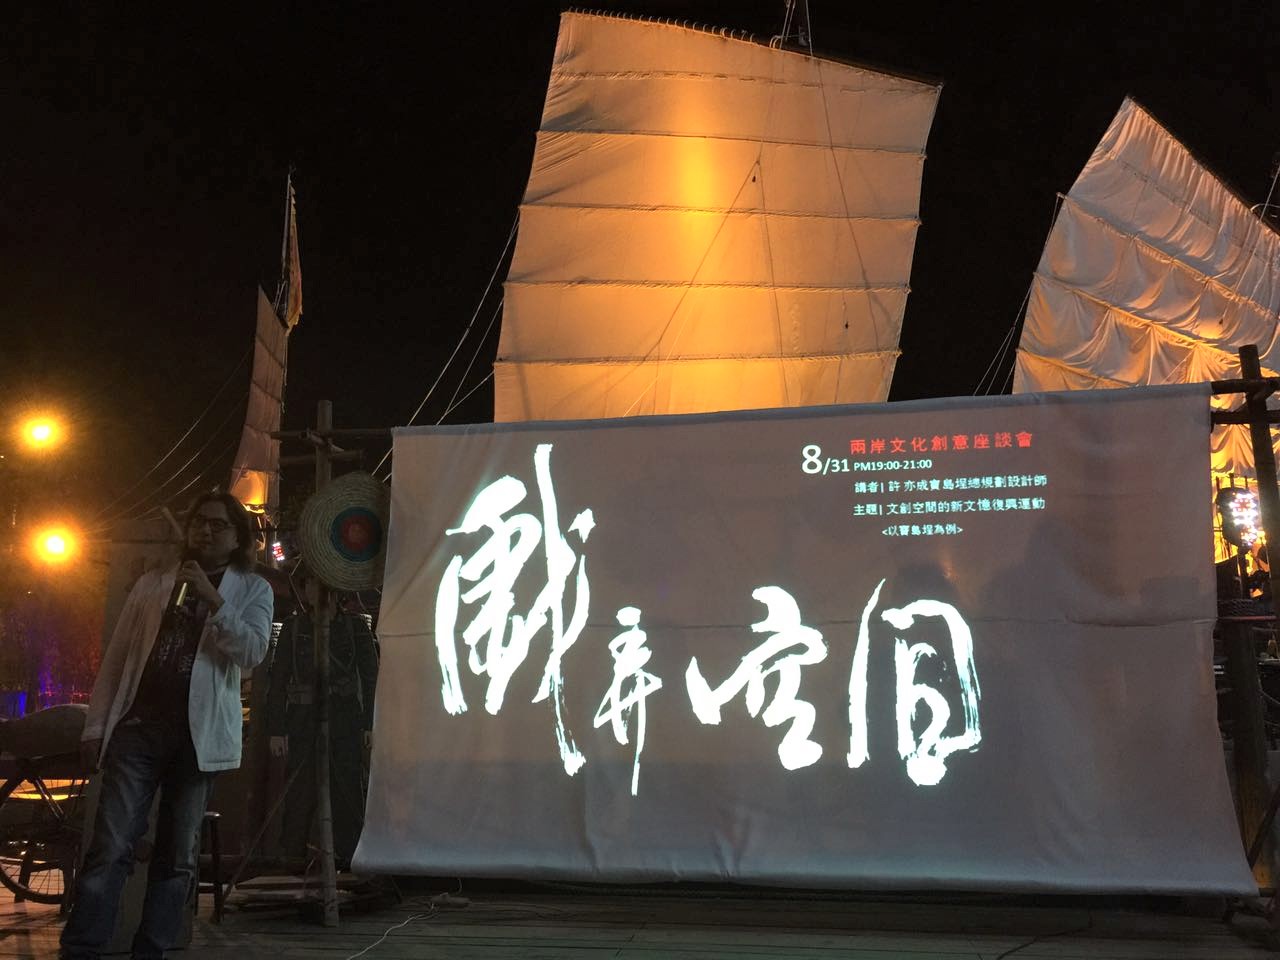 8/31 兩岸文化創意座談會
PM19:00-21:00
講者| 許亦成寶島埕總規劃設計師
主題| 文創空間的新文憶復興運動
<以寶島埕為例>
戲弄空間